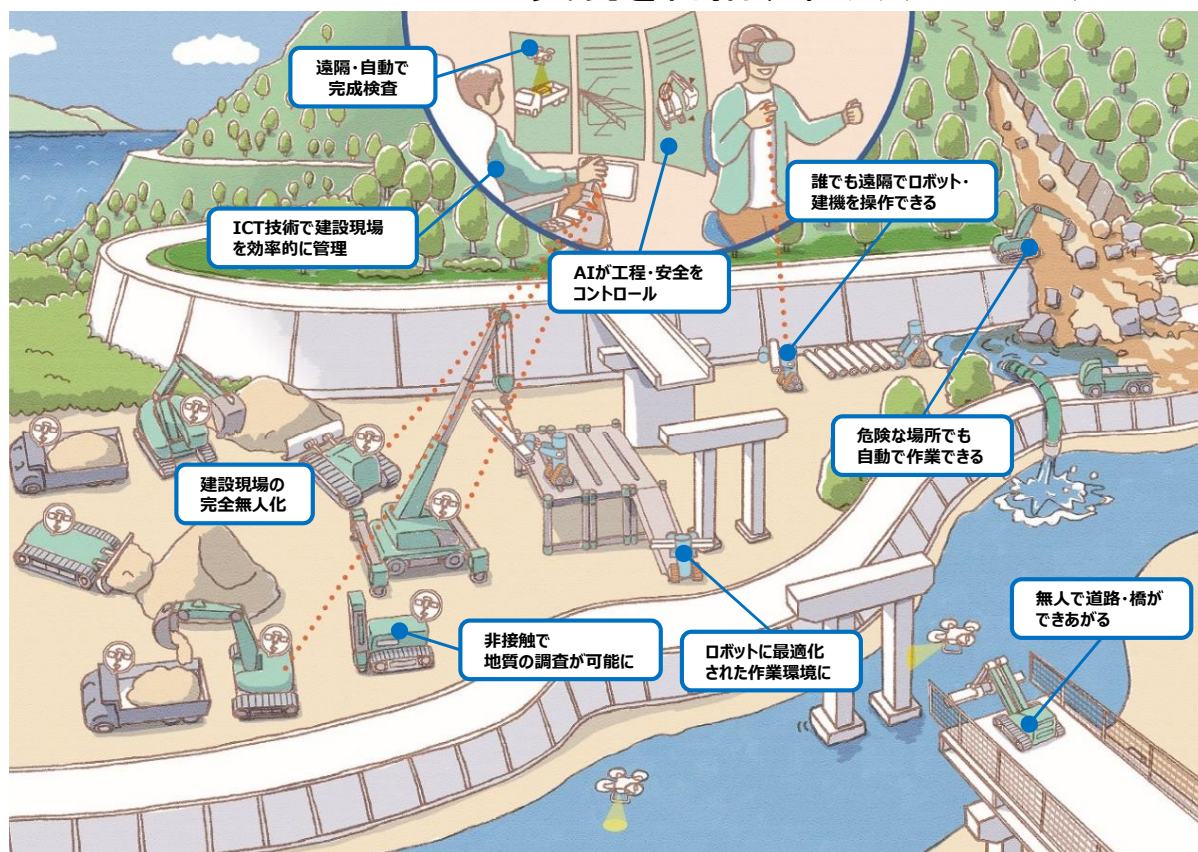 遠隔・自動で
完成検査
ICT技術で建設現場
を効率的に管理
AIが工程・安全を
コントロール
誰でも遠隔でロボット・
建機を操作できる
危険な場所でも
自動で作業できる
建設現場の
完全無人化
非接触で
地質の調査が可能に
ロボットに最適化
された作業環境に
無人で道路・橋が
できあがる